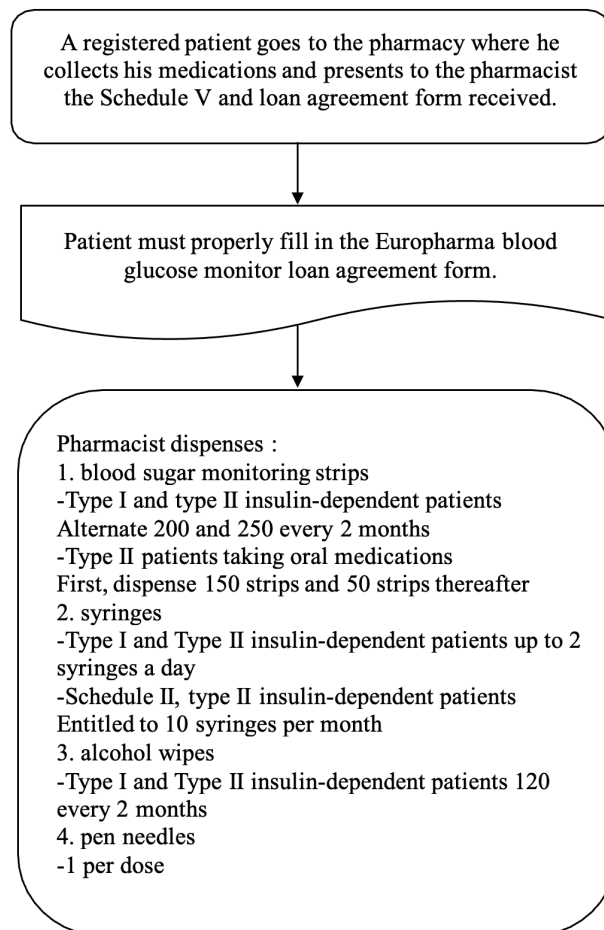 A registered patient goes to the pharmacy where he
collects his medications and presents to the pharmacist
the Schedule V and loan agreement form received.
Patient must properly fill in the Europharma blood
glucose monitor loan agreement form.
Pharmacist dispenses :
1. blood sugar monitoring strips
-Type I and type II insulin-dependent patients
Alternate 200 and 250 every 2 months
-Type II patients taking oral medications
First, dispense 150 strips and 50 strips thereafter
2. syringes
-Type I and Type II insulin-dependent patients up to 2
syringes a day
-Schedule II, type II insulin-dependent patients
Entitled to 10 syringes per month
3. alcohol wipes
-Type I and Type II insulin-dependent patients 120
every 2 months
4. pen needles
-1 per dose